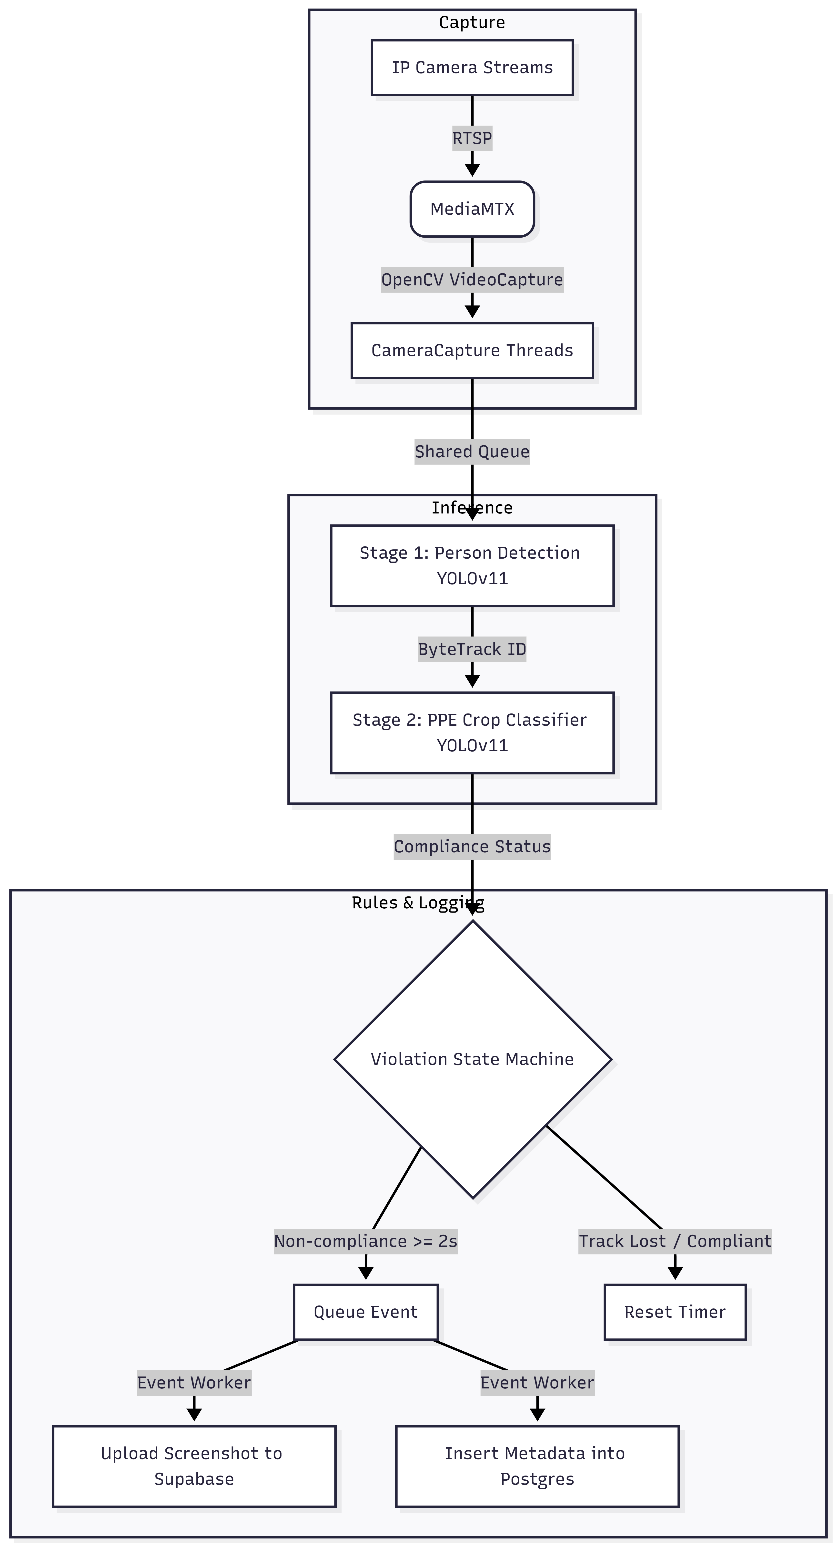 Capture
IP Camera Streams
RTSP
MediaMTX
OpenCV VideoCapture
CameraCapture Threads
Shared Queue
Inference
Stage 1: Person Detection
YOLOv11
ByteTrack ID
Stage 2: PPE Crop Classifier
YOLOv11
Compliance Status
Rules & Logging
Violation State Machine
Non-compliance >= 2s
Track Lost / Compliant
Queue Event
Reset Timer
Event Worker
Event Worker
Upload Screenshot to
Supabase
Insert Metadata into
Postgres